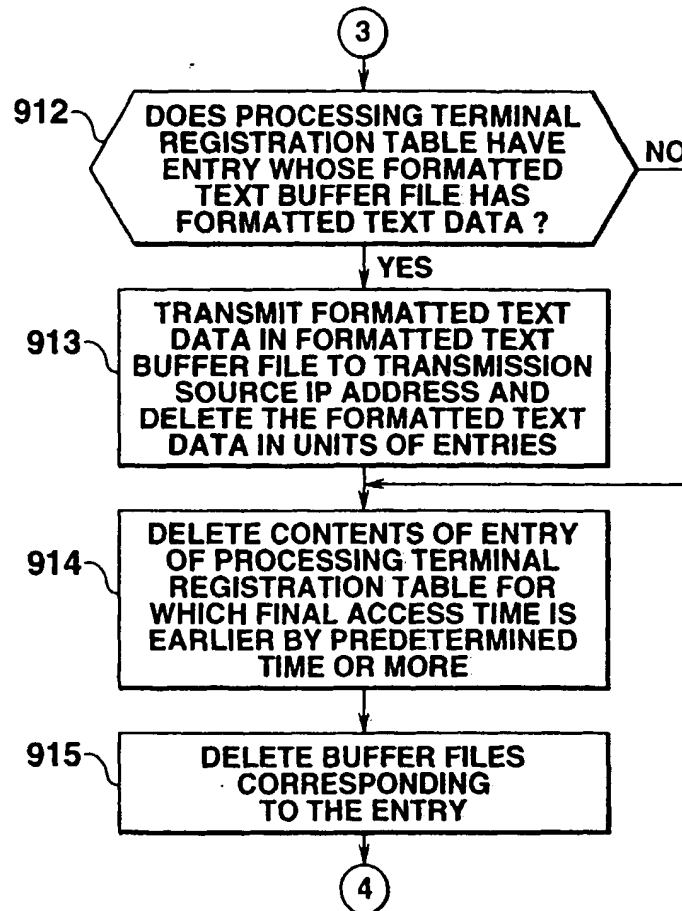 3
912
DOES PROCESSING TERMINAL
REGISTRATION TABLE HAVE
ENTRY WHOSE FORMATTED
TEXT BUFFER FILE HAS
FORMATTED TEXT DATA ?
NO
YES
913
TRANSMIT FORMATTED TEXT
DATA IN FORMATTED TEXT
BUFFER FILE TO TRANSMISSION
SOURCE IP ADDRESS AND
DELETE THE FORMATTED TEXT
DATA IN UNITS OF ENTRIES
914
DELETE CONTENTS OF ENTRY
OF PROCESSING TERMINAL
REGISTRATION TABLE FOR
WHICH FINAL ACCESS TIME IS
EARLIER BY PREDETERMINED
TIME OR MORE
915
DELETE BUFFER FILES
CORRESPONDING
TO THE ENTRY
4